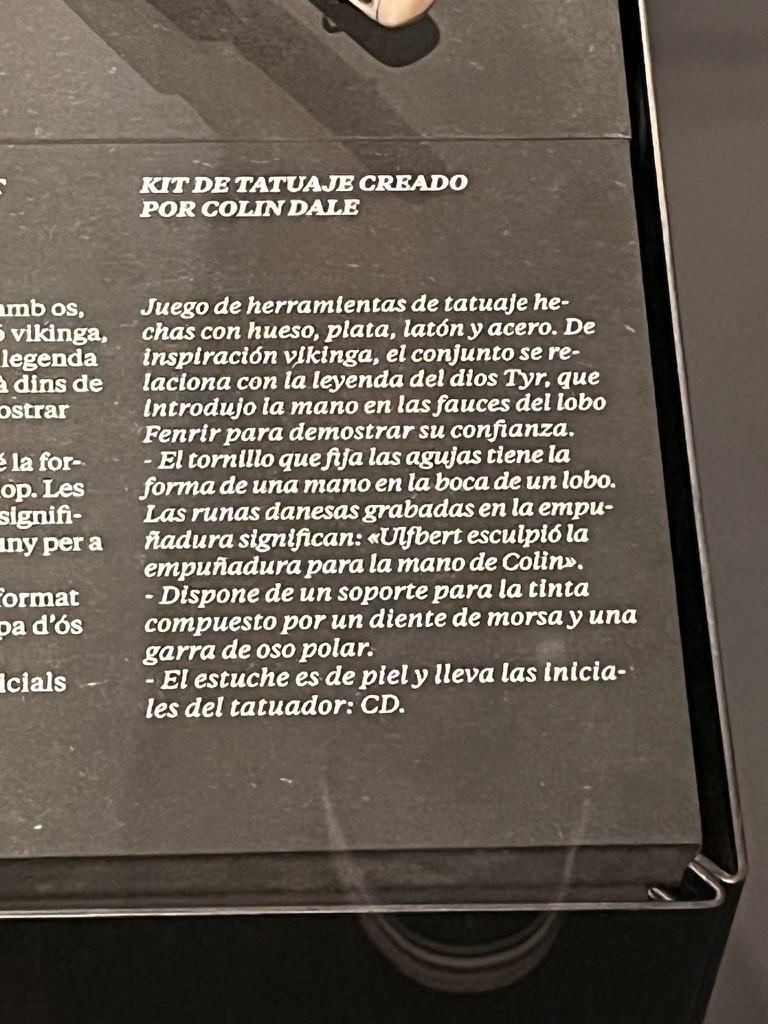 KIT DE TATUAJE CREADO
POR COLIN DALE
amb os,
vikinga,
legenda
à dins de
ostrar
é la for-
op. Les
signifi-
uny per a
format
pa d'ós
icials
Juego de herramientas de tatuaje he-
chas con hueso, plata, latón y acero. De
inspiración vikinga, el conjunto se re-
laciona con la leyenda del dios Tyr, que
introdujo la mano en las fauces del lobo
Fenrir para demostrar su confianza.
- El tornillo que fija las agujas tiene la
forma de una mano en la boca de un lobo.
Las runas danesas grabadas en la empu-
ñadura significan: «Ulfbert esculpió la
empuñadura para la mano de Colin».
- Dispone de un soporte para la tinta
compuesto por un diente de morsa y una
garra de oso polar.
- El estuche es de piel y lleva las inicia-
les del tatuador: CD.